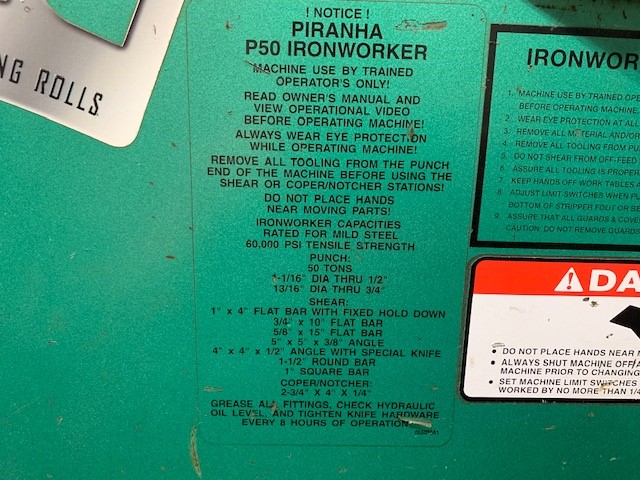 NG ROLLS
! NOTICE !
PIRANHA
P50 IRONWORKER
MACHINE USE BY TRAINED
OPERATOR'S ONLY!
READ OWNER'S MANUAL AND
VIEW OPERATIONAL VIDEO
BEFORE OPERATING MACHINE!
ALWAYS WEAR EYE PROTECTION
WHILE OPERATING MACHINE!
REMOVE ALL TOOLING FROM THE PUNCH
END OF THE MACHINE BEFORE USING THE
SHEAR OR COPER/NOTCHER STATIONS!
DO NOT PLACE HANDS
NEAR MOVING PARTS!
IRONWORKER CAPACITIES
RATED FOR MILD STEEL
60,000 PSI TENSILE STRENGTH
PUNCH:
50 TONS
1-1/16" DIA THRU 1/2"
13/16" DIA THRU 3/4"
SHEAR:
1" x 4" FLAT BAR WITH FIXED HOLD DOWN
3/4" x 10" FLAT BAR
5/8" x 15" FLAT BAR
5" x 5" x 3/8" ANGLE
4" x 4" x 1/2" ANGLE WITH SPECIAL KNIFE
1-1/2" ROUND BAR
1" SQUARE BAR
COPER/NOTCHER:
2-3/4" X 4" X 1/4"
GREASE ALL FITTINGS, CHECK HYDRAULIC
OIL LEVEL, AND TIGHTEN KNIFE HARDWARE
EVERY 8 HOURS OF OPERATION
IRONWOR
1. MACHINE USE BY TRAINED OPE
BEFORE OPERATING MACHINE.
2. WEAR EYE PROTECTION AT ALL
3. REMOVE ALL MATERIAL AND/OR
4. REMOVE ALL TOOLING FROM PU
5. DO NOT SHEAR FROM OFF-FEED
6. ASSURE ALL TOOLING IS PROPER
7. KEEP HANDS OFF WORK TABLES A
8. ADJUST LIMIT SWITCHES WHEN PU
BOTTOM OF STRIPPER FOOT OR SE
9. ASSURE THAT ALL GUARDS & COVE
CAUTION: DO NOT REMOVE GUARDS
DA
• DO NOT PLACE HANDS NEAR M
• ALWAYS SHUT MACHINE OFF/A
MACHINE PRIOR TO CHANGING
• SET MACHINE LIMIT SWITCHES
WORKED BY NO MORE THAN 1/4